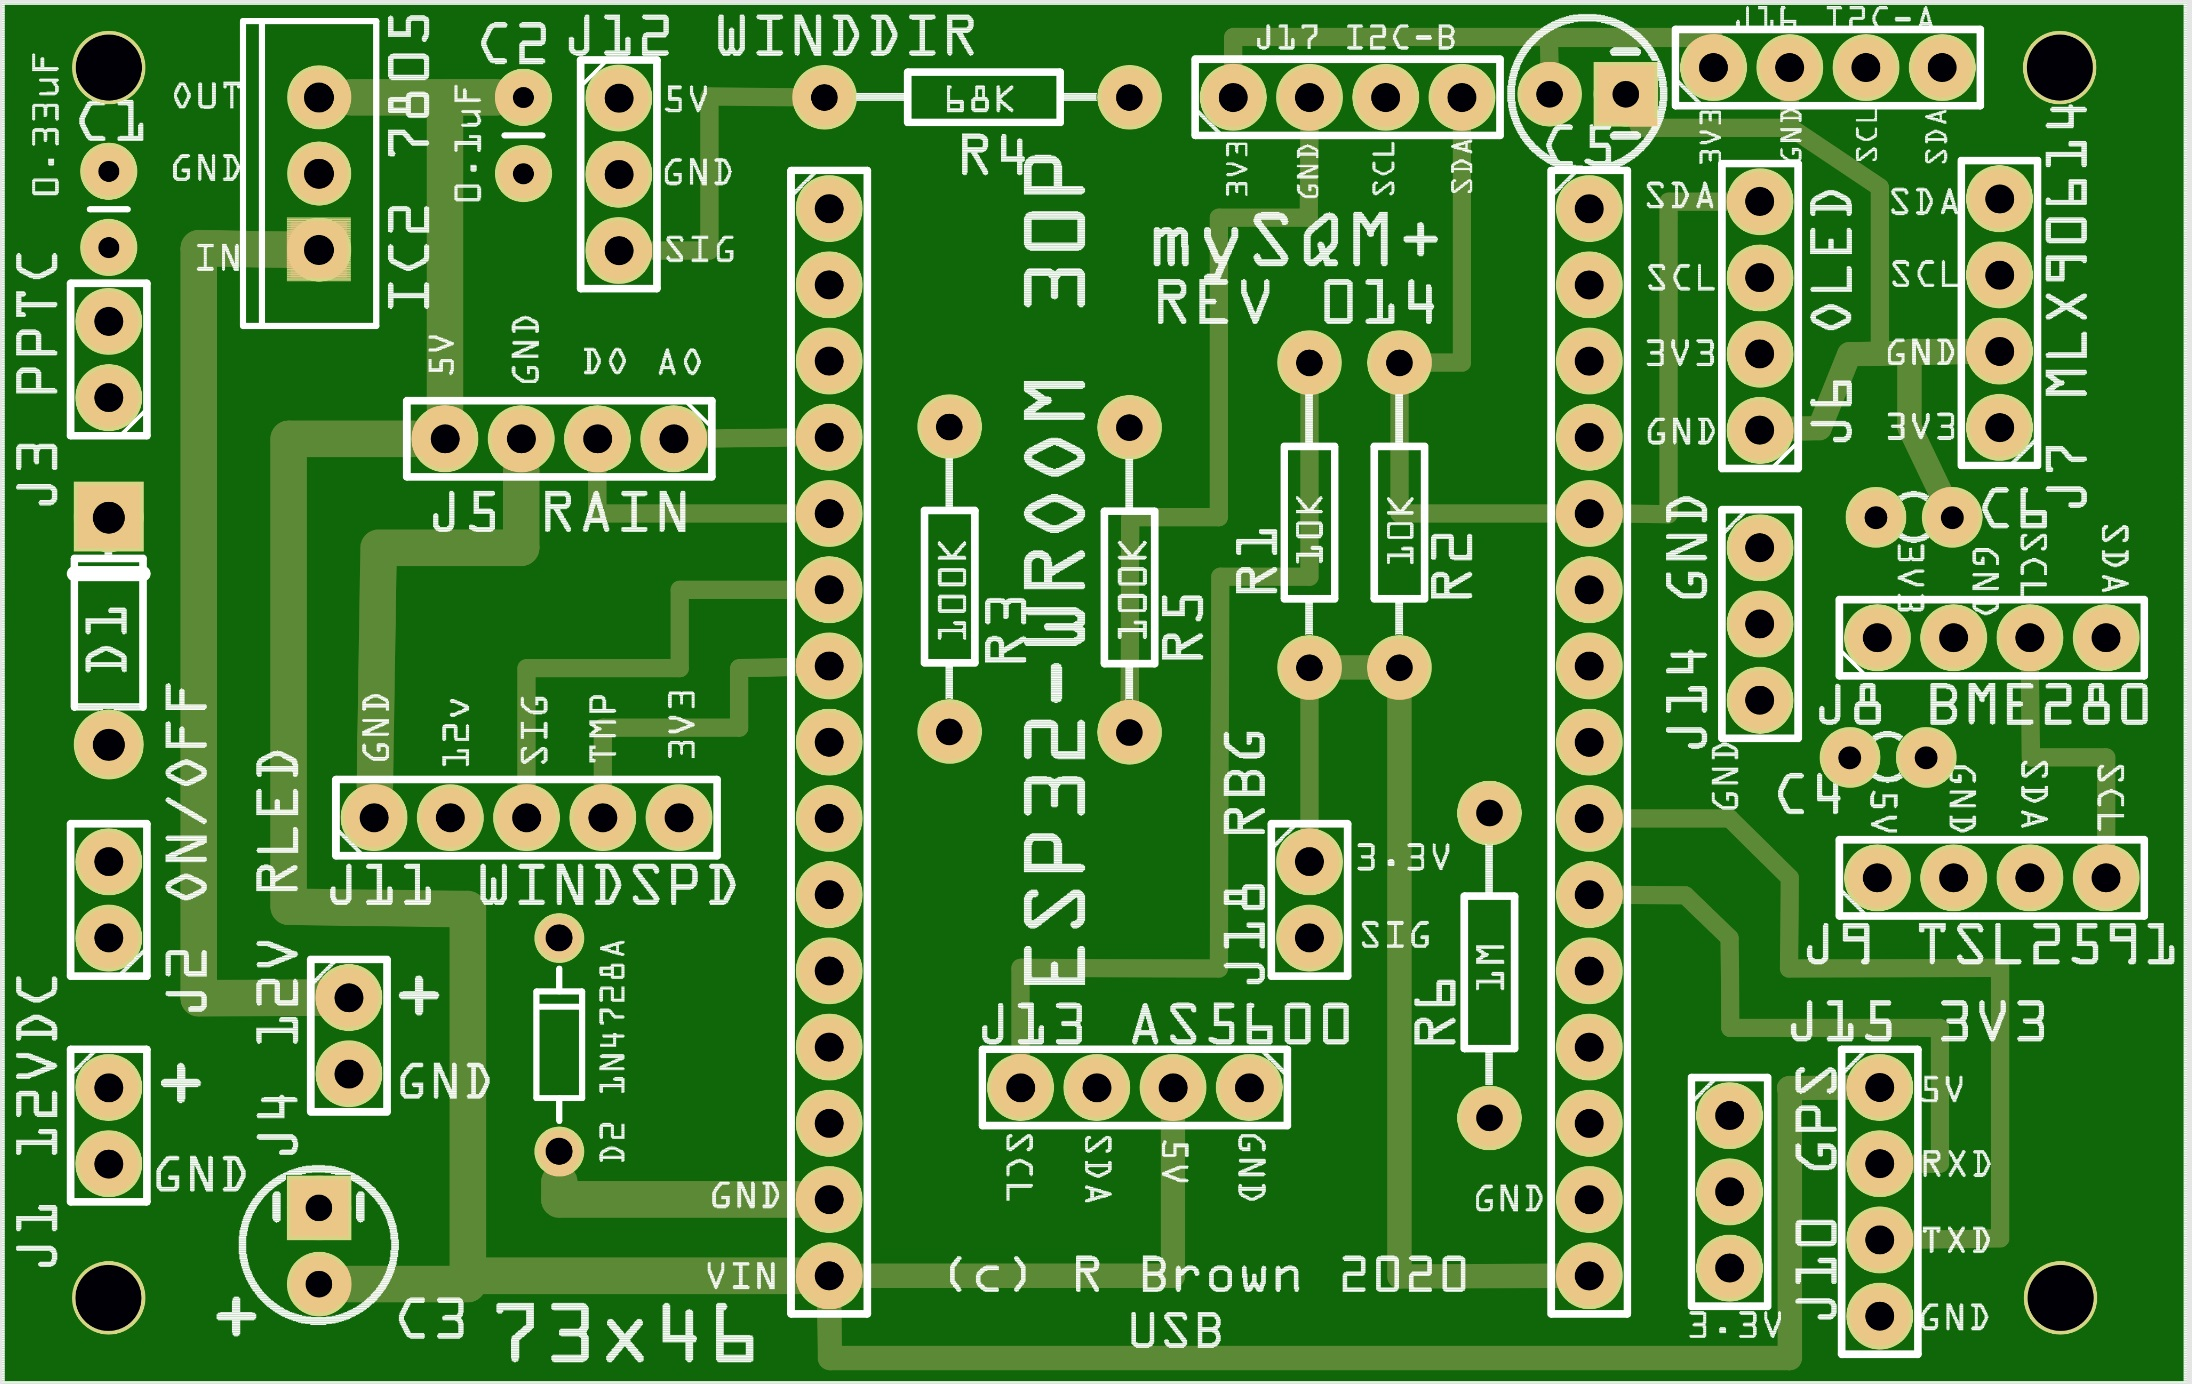 J16 I2C-A
C2
J12 WINDDIR
J17 I2C-B
0.33uF
C1
OUT
GND
IN
IC2 7805
0.1uF
5V
GND
SIG
68K
R4
3V3
GND
SCL
SDA
C5
3V3
GND
SCL
SDA
mySQM+
REV 014
ESP32-WROOM 30P
SDA
SCL
3V3
GND
J6 OLED
SDA
SCL
GND
3V3
J7 MLX90614
J3 PPTC
5V
GND
D0
A0
J5 RAIN
D1
100K
R3
100K
R5
R1
10K
10K
R2
J14 GND
GND
C6
3V3
GND
SCL
SDA
J8 BME280
C4
5V
GND
SDA
SCL
J9 TSL2591
J2 ON/OFF
RLED
GND
12v
SIG
TMP
3V3
J11 WINDSPD
J18 RBG
3.3V
SIG
1M
R6
J1 12VDC
+
GND
J4 12V
+
GND
D2 1N4728A
J13 AS5600
SCL
SDA
5V
GND
J15 3V3
3.3V
J10 GPS
5V
RXD
TXD
GND
GND
GND
VIN
+
C3
73x46
(c) R Brown 2020
USB